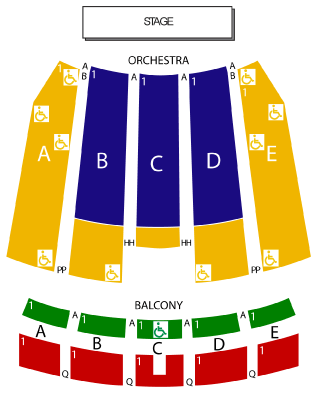 STAGE
ORCHESTRA
1 A 1 A 1 A 1 A
B B 1
A B C D E
HH HH
PP PP
BALCONY
1 A 1 A 1 A 1 A 1
A B C D E
1 1 1 1 1
Q Q Q Q